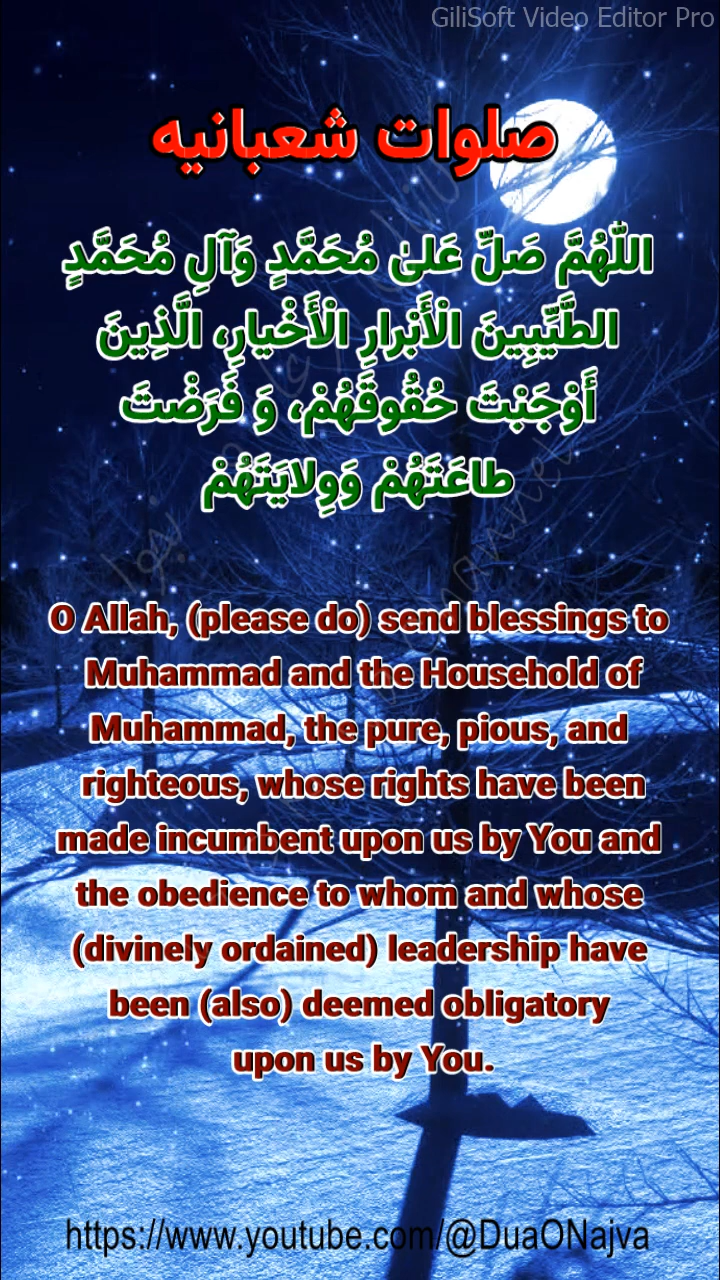 GiliSoft Video Editor Pro
صلوات شعبانیه
اللّٰهُمَّ صَلِّ عَلىٰ مُحَمَّدٍ وَآلِ مُحَمَّدٍ
الطَّيِّبِينَ الْأَبْرارِ الْأَخْيارِ، الَّذِينَ
أَوْجَبْتَ حُقُوقَهُمْ، وَ فَرَضْتَ
طاعَتَهُمْ وَوِلايَتَهُمْ
O Allah, (please do) send blessings to
Muhammad and the Household of
Muhammad, the pure, pious, and
righteous, whose rights have been
made incumbent upon us by You and
the obedience to whom and whose
(divinely ordained) leadership have
been (also) deemed obligatory
upon us by You.
https://www.youtube.com/@DuaONajva